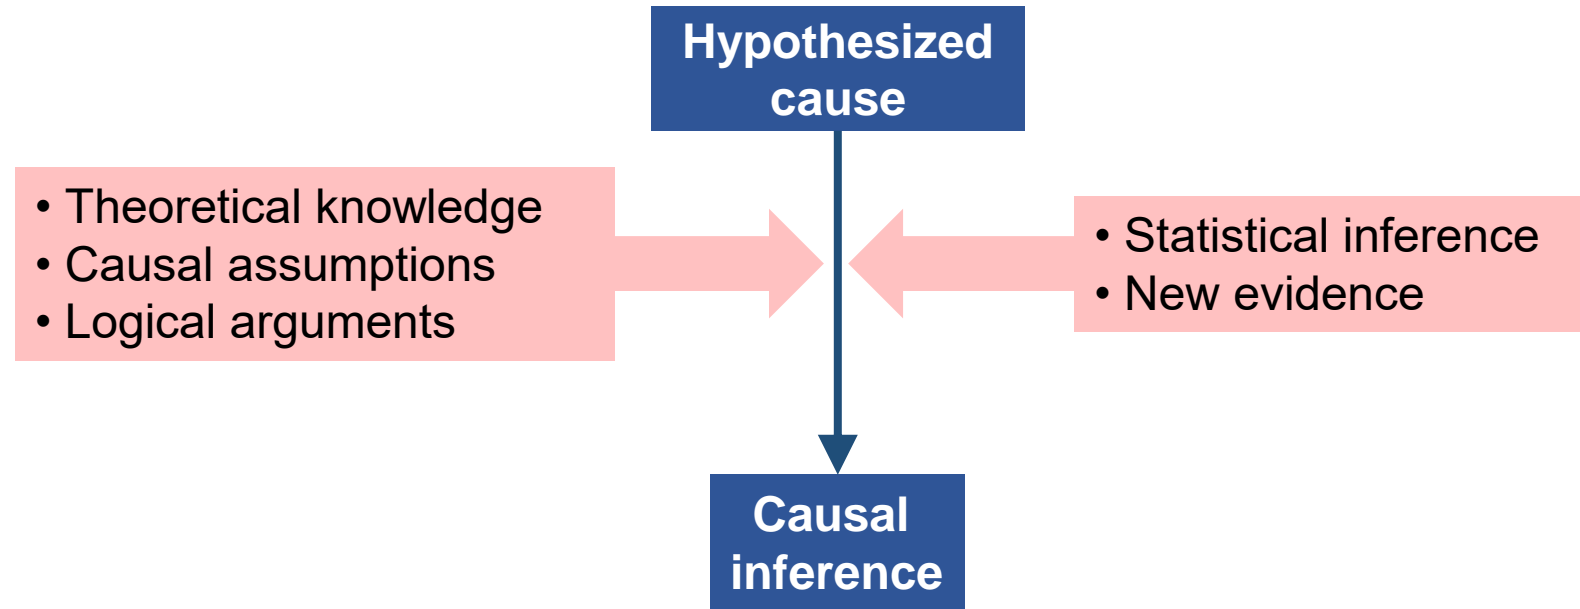 Hypothesized
cause
• Theoretical knowledge
• Causal assumptions
• Logical arguments
• Statistical inference
• New evidence
Causal
inference